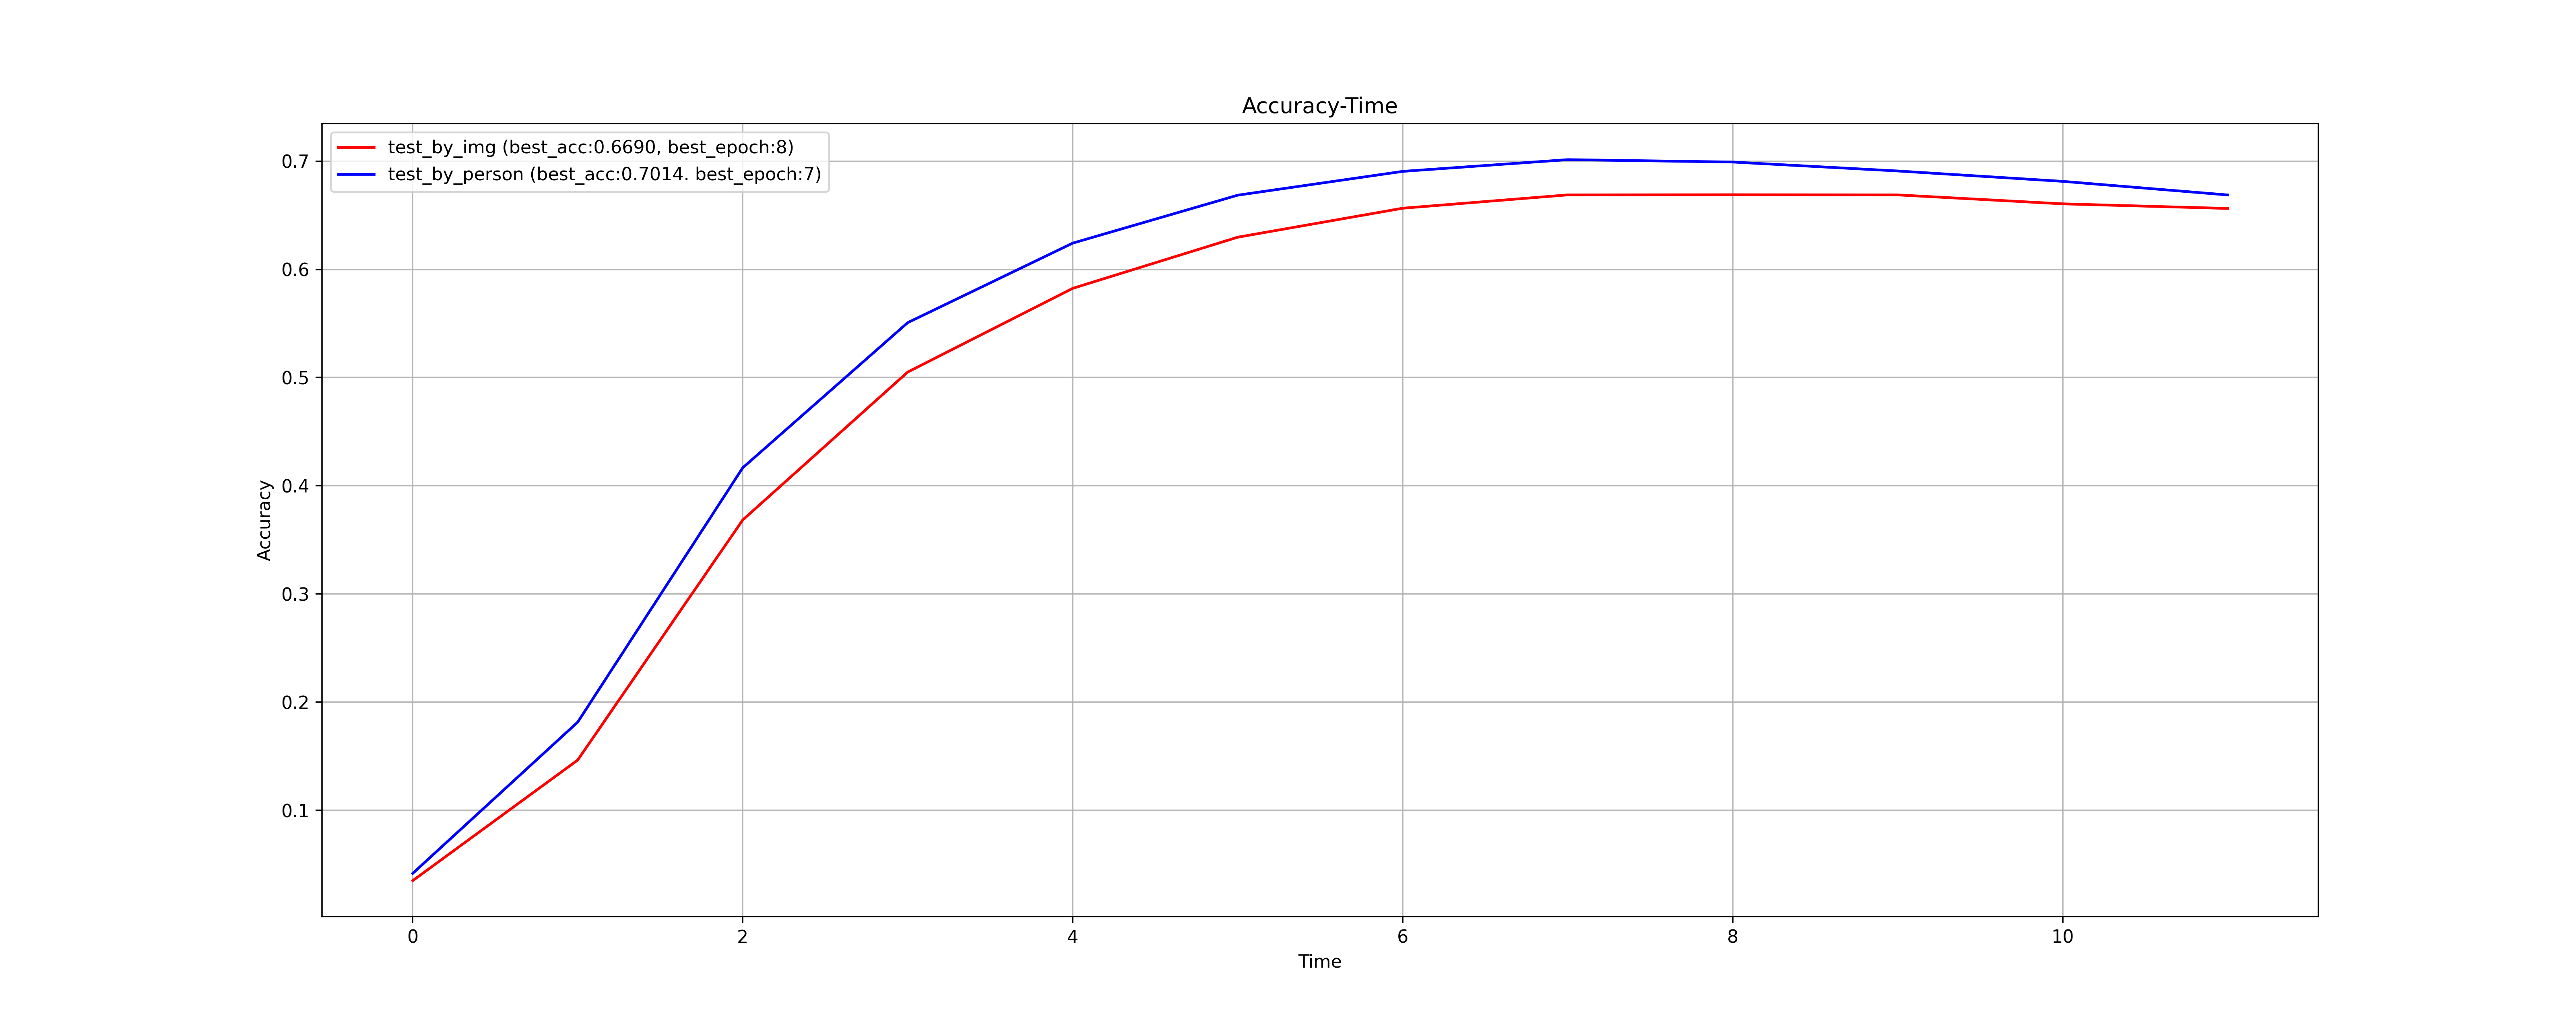 Accuracy-Time
test_by_img (best_acc:0.6690, best_epoch:8)
test_by_person (best_acc:0.7014. best_epoch:7)
0.7
0.6
0.5
0.4
0.3
0.2
0.1
Accuracy
0 2 4 6 8 10
Time